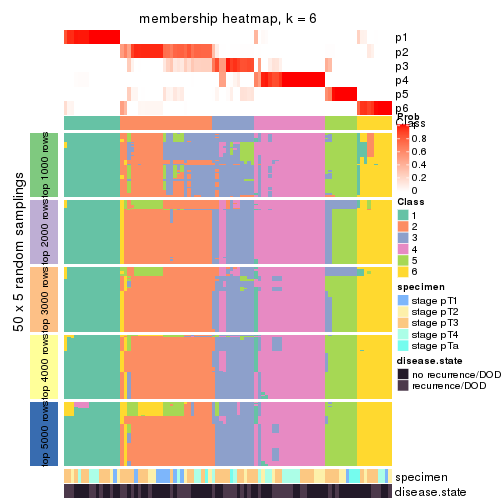 membership heatmap, k = 6
p1
p2
p3
p4
p5
p6
Class
Prob
1
0.8
0.6
0.4
0.2
0
Class
1
2
3
4
5
6
specimen
stage pT1
stage pT2
stage pT3
stage pT4
stage pTa
disease.state
no recurrence/DOD
recurrence/DOD
50 x 5 random samplings
top 1000 rows
top 2000 rows
top 3000 rows
top 4000 rows
top 5000 rows
specimen
disease.state